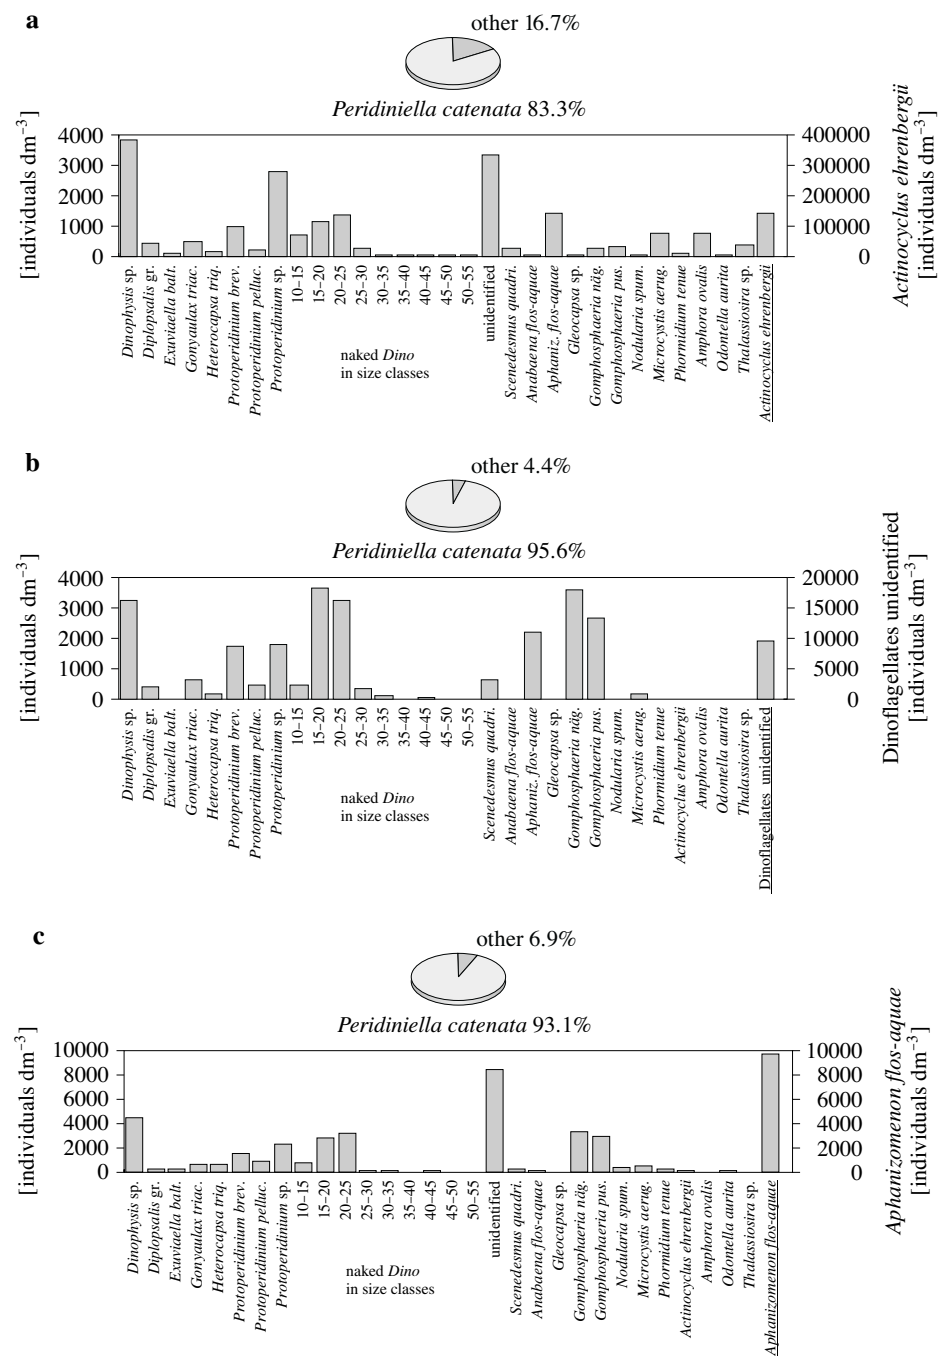 a
other 16.7%
Peridiniella catenata 83.3%
[individuals dm⁻³]
4000
3000
2000
1000
0
400000
300000
200000
100000
0
Actinocyclus ehrenbergii
[individuals dm⁻³]
Dinophysis sp.
Diplopsalis gr.
Exuviaella balt.
Gonyaulax triac.
Heterocapsa triq.
Protoperidinium brev.
Protoperidinium pelluc.
Protoperidinium sp.
10–15
15–20
20–25
25–30
30–35
35–40
40–45
45–50
50–55
unidentified
Scenedesmus quadri.
Anabaena flos-aquae
Aphaniz. flos-aquae
Gleocapsa sp.
Gomphosphaeria näg.
Gomphosphaeria pus.
Nodularia spum.
Microcystis aerug.
Phormidium tenue
Amphora ovalis
Odontella aurita
Thalassiosira sp.
Actinocyclus ehrenbergii
naked Dino
in size classes
b
other 4.4%
Peridiniella catenata 95.6%
[individuals dm⁻³]
4000
3000
2000
1000
0
20000
15000
10000
5000
0
Dinoflagellates unidentified
[individuals dm⁻³]
Dinophysis sp.
Diplopsalis gr.
Exuviaella balt.
Gonyaulax triac.
Heterocapsa triq.
Protoperidinium brev.
Protoperidinium pelluc.
Protoperidinium sp.
10–15
15–20
20–25
25–30
30–35
35–40
40–45
45–50
50–55
Scenedesmus quadri.
Anabaena flos-aquae
Aphaniz. flos-aquae
Gleocapsa sp.
Gomphosphaeria näg.
Gomphosphaeria pus.
Nodularia spum.
Microcystis aerug.
Phormidium tenue
Actinocyclus ehrenbergii
Amphora ovalis
Odontella aurita
Thalassiosira sp.
Dinoflagellates unidentified
naked Dino
in size classes
c
other 6.9%
Peridiniella catenata 93.1%
[individuals dm⁻³]
10000
8000
6000
4000
2000
0
10000
8000
6000
4000
2000
0
Aphanizomenon flos-aquae
[individuals dm⁻³]
Dinophysis sp.
Diplopsalis gr.
Exuviaella balt.
Gonyaulax triac.
Heterocapsa triq.
Protoperidinium brev.
Protoperidinium pelluc.
Protoperidinium sp.
10–15
15–20
20–25
25–30
30–35
35–40
40–45
45–50
50–55
unidentified
Scenedesmus quadri.
Anabaena flos-aquae
Gleocapsa sp.
Gomphosphaeria näg.
Gomphosphaeria pus.
Nodularia spum.
Microcystis aerug.
Phormidium tenue
Actinocyclus ehrenbergii
Amphora ovalis
Odontella aurita
Thalassiosira sp.
Aphanizomenon flos-aquae
naked Dino
in size classes